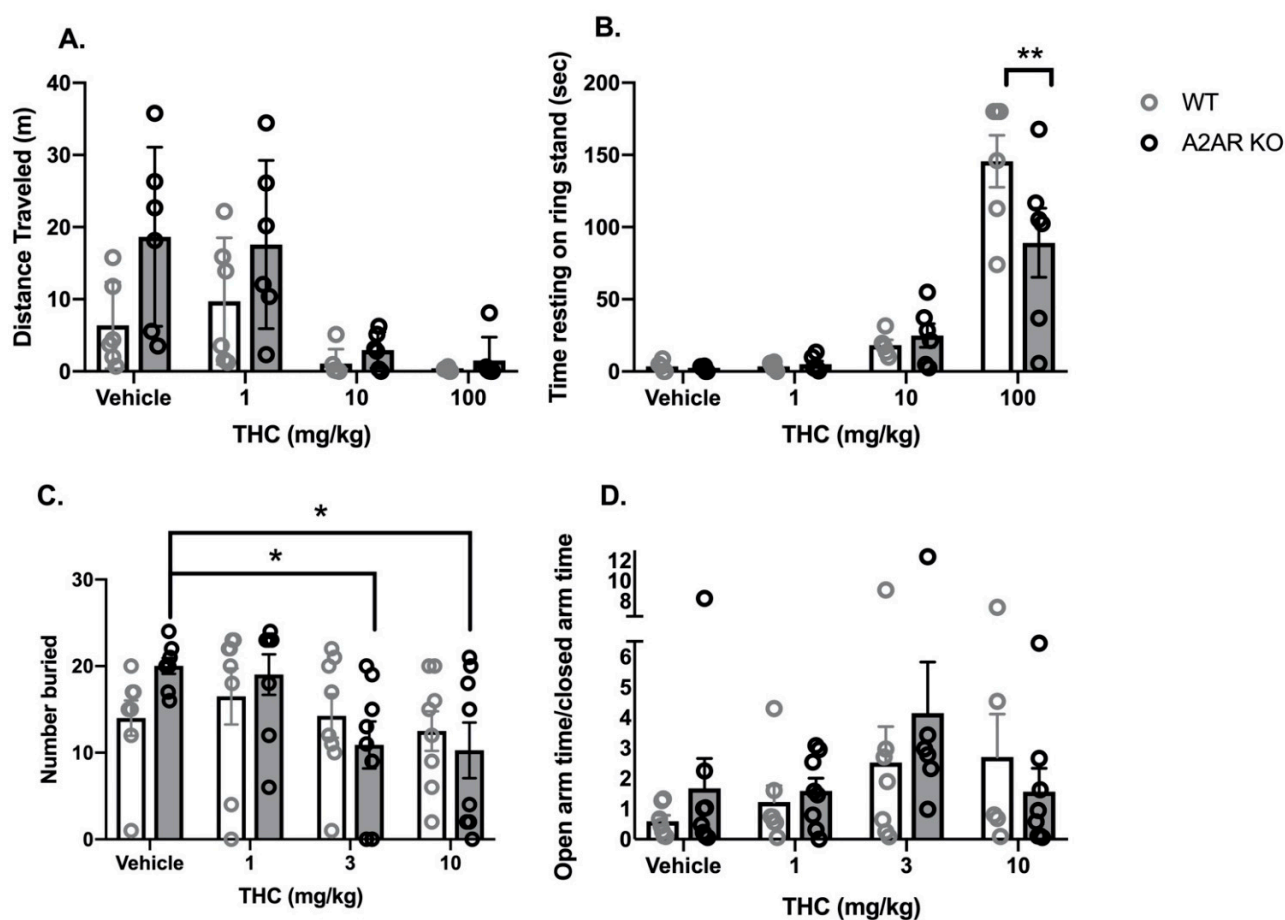 A.
Distance Traveled (m)
40
30
20
10
0
Vehicle 1 10 100
THC (mg/kg)
B.
Time resting on ring stand (sec)
200
150
100
50
0
**
Vehicle 1 10 100
THC (mg/kg)
WT
A2AR KO
C.
Number buried
30
20
10
0
*
*
Vehicle 1 3 10
THC (mg/kg)
D.
Open arm time/closed arm time
12
10
8
6
5
4
3
2
1
0
Vehicle 1 3 10
THC (mg/kg)